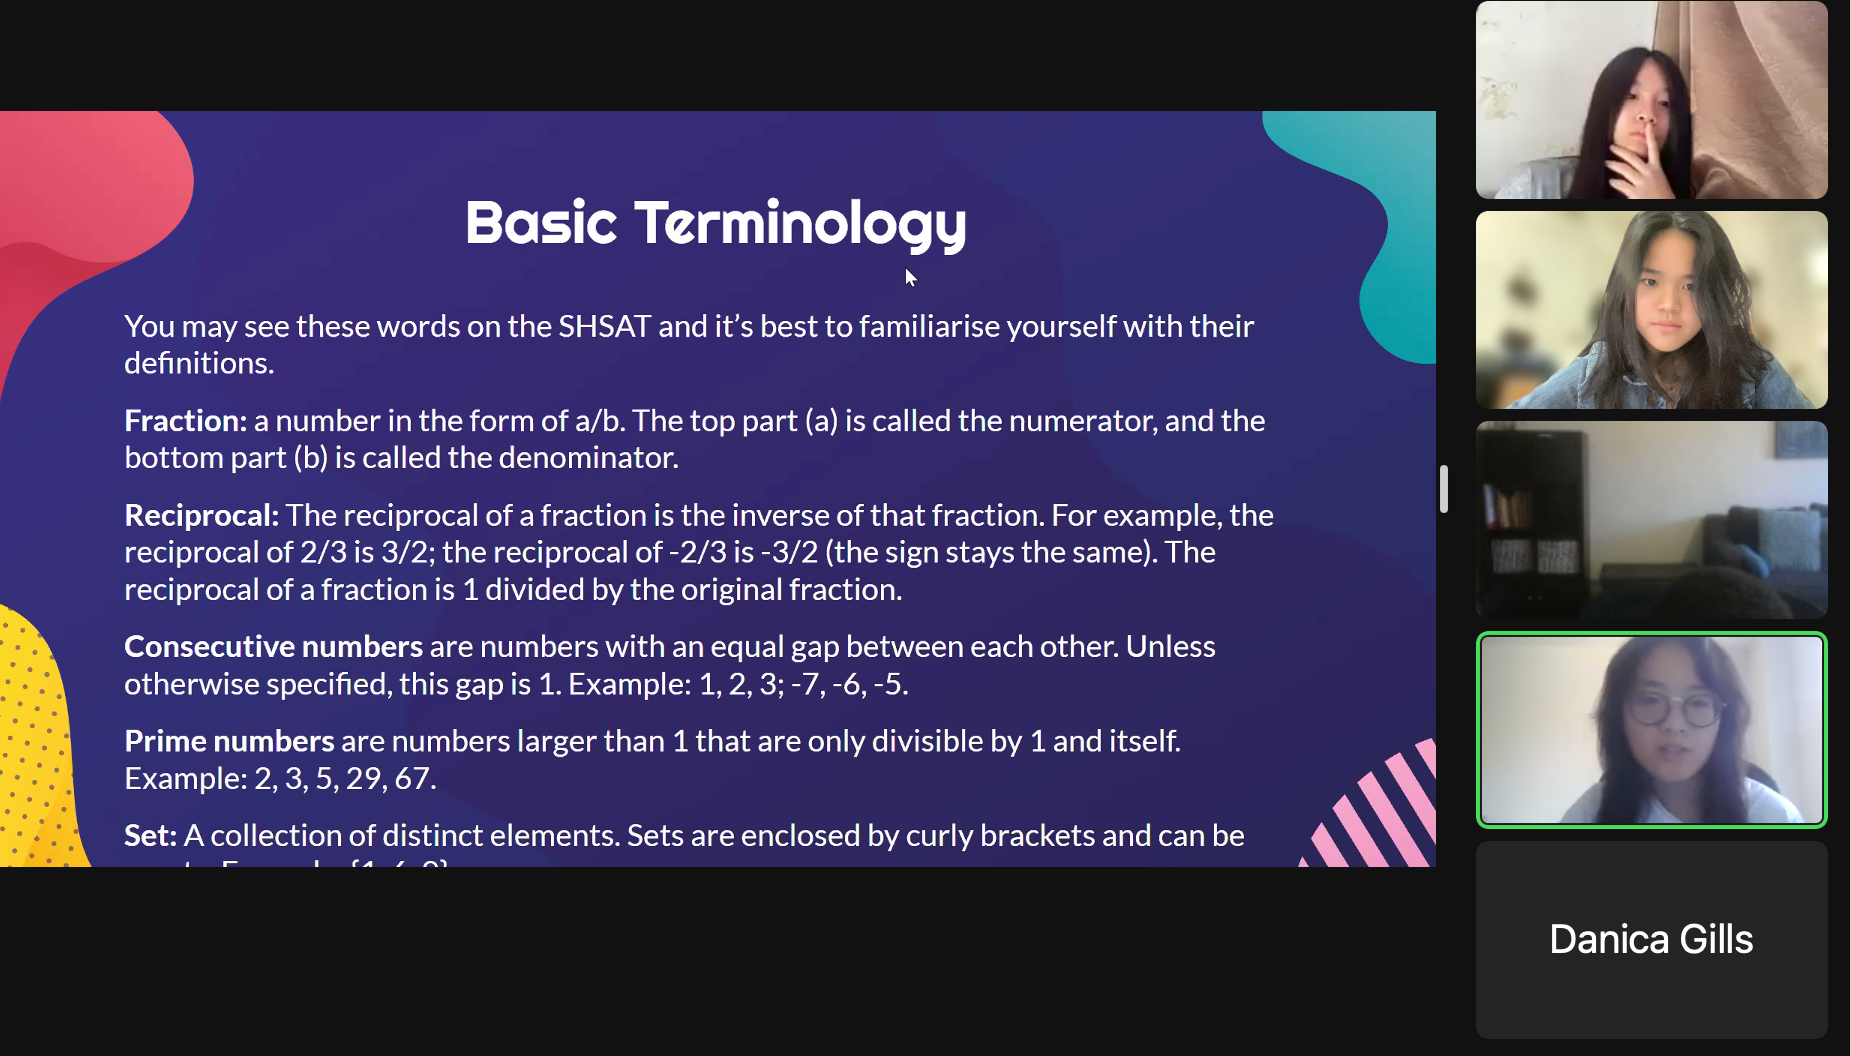 Basic Terminology
You may see these words on the SHSAT and it's best to familiarise yourself with their
definitions.
Fraction: a number in the form of a/b. The top part (a) is called the numerator, and the
bottom part (b) is called the denominator.
Reciprocal: The reciprocal of a fraction is the inverse of that fraction. For example, the
reciprocal of 2/3 is 3/2; the reciprocal of -2/3 is -3/2 (the sign stays the same). The
reciprocal of a fraction is 1 divided by the original fraction.
Consecutive numbers are numbers with an equal gap between each other. Unless
otherwise specified, this gap is 1. Example: 1, 2, 3; -7, -6, -5.
Prime numbers are numbers larger than 1 that are only divisible by 1 and itself.
Example: 2, 3, 5, 29, 67.
Set: A collection of distinct elements. Sets are enclosed by curly brackets and can be
Danica Gills